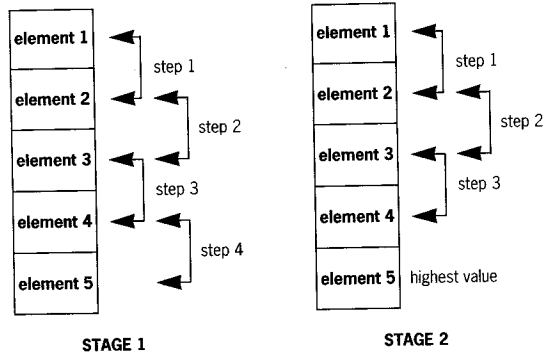 element 1
step 1
element 2
step 2
element 3
step 3
element 4
step 4
element 5
STAGE 1
element 1
step 1
element 2
step 2
element 3
step 3
element 4
element 5 highest value
STAGE 2